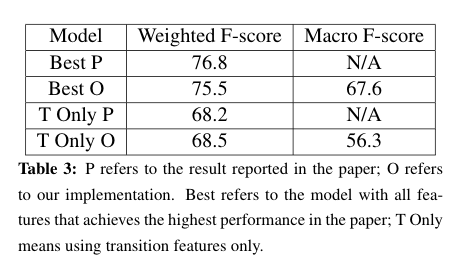 Model Weighted F-score Macro F-score
Best P 76.8 N/A
Best O 75.5 67.6
T Only P 68.2 N/A
T Only O 68.5 56.3
Table 3: P refers to the result reported in the paper; O refers
to our implementation. Best refers to the model with all fea-
tures that achieves the highest performance in the paper; T Only
means using transition features only.